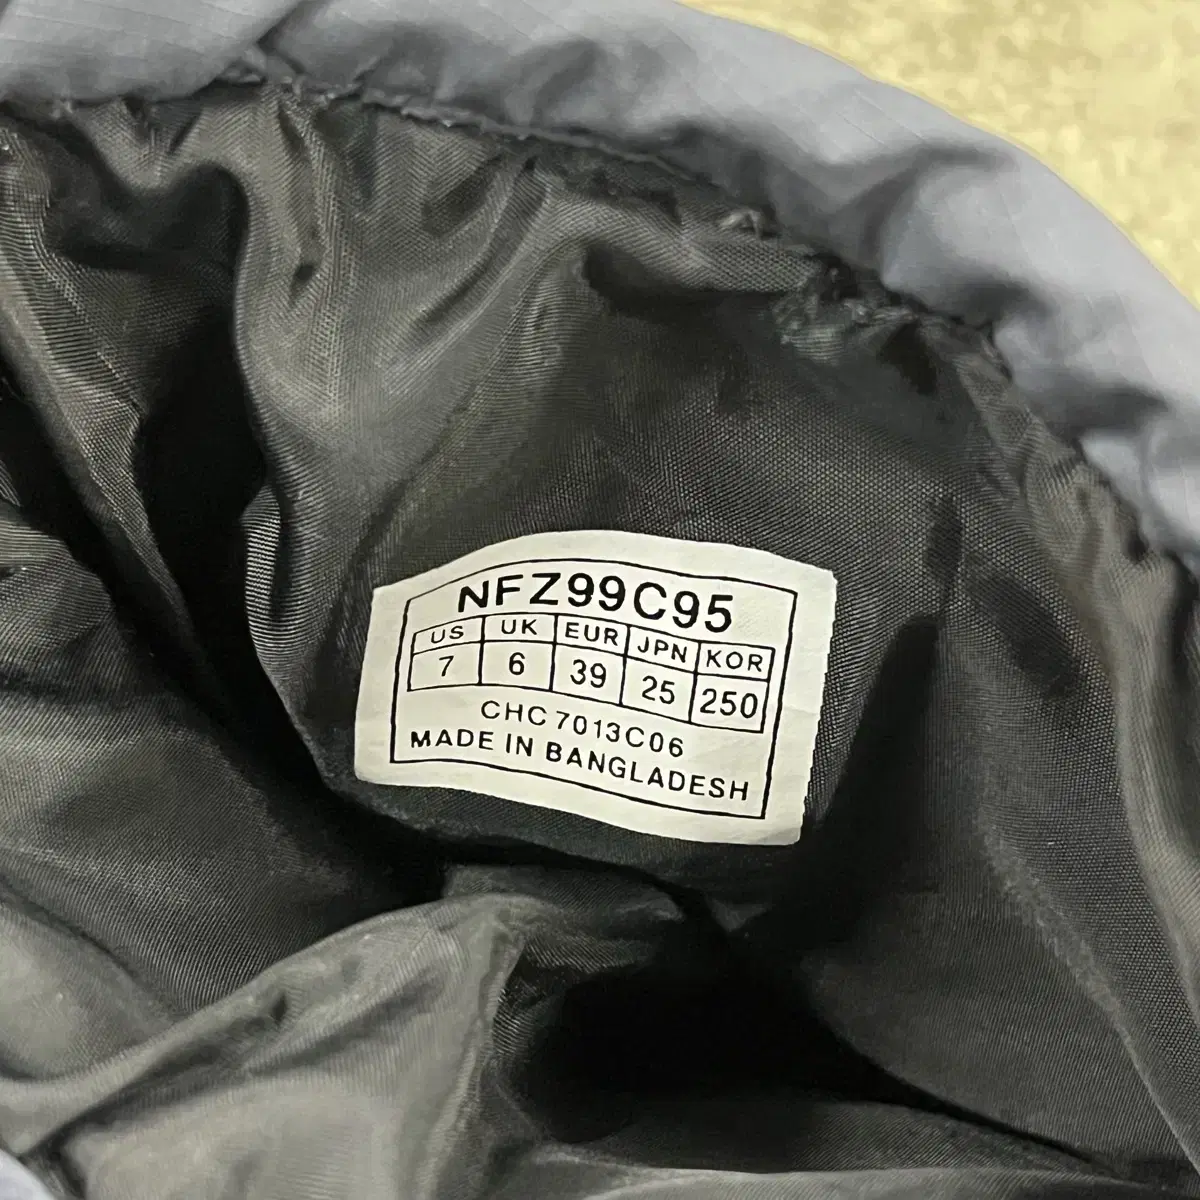 NFZ99C95
US UK EUR JPN KOR
7 6 39 25 250
CHC 7013C06
MADE IN BANGLADESH